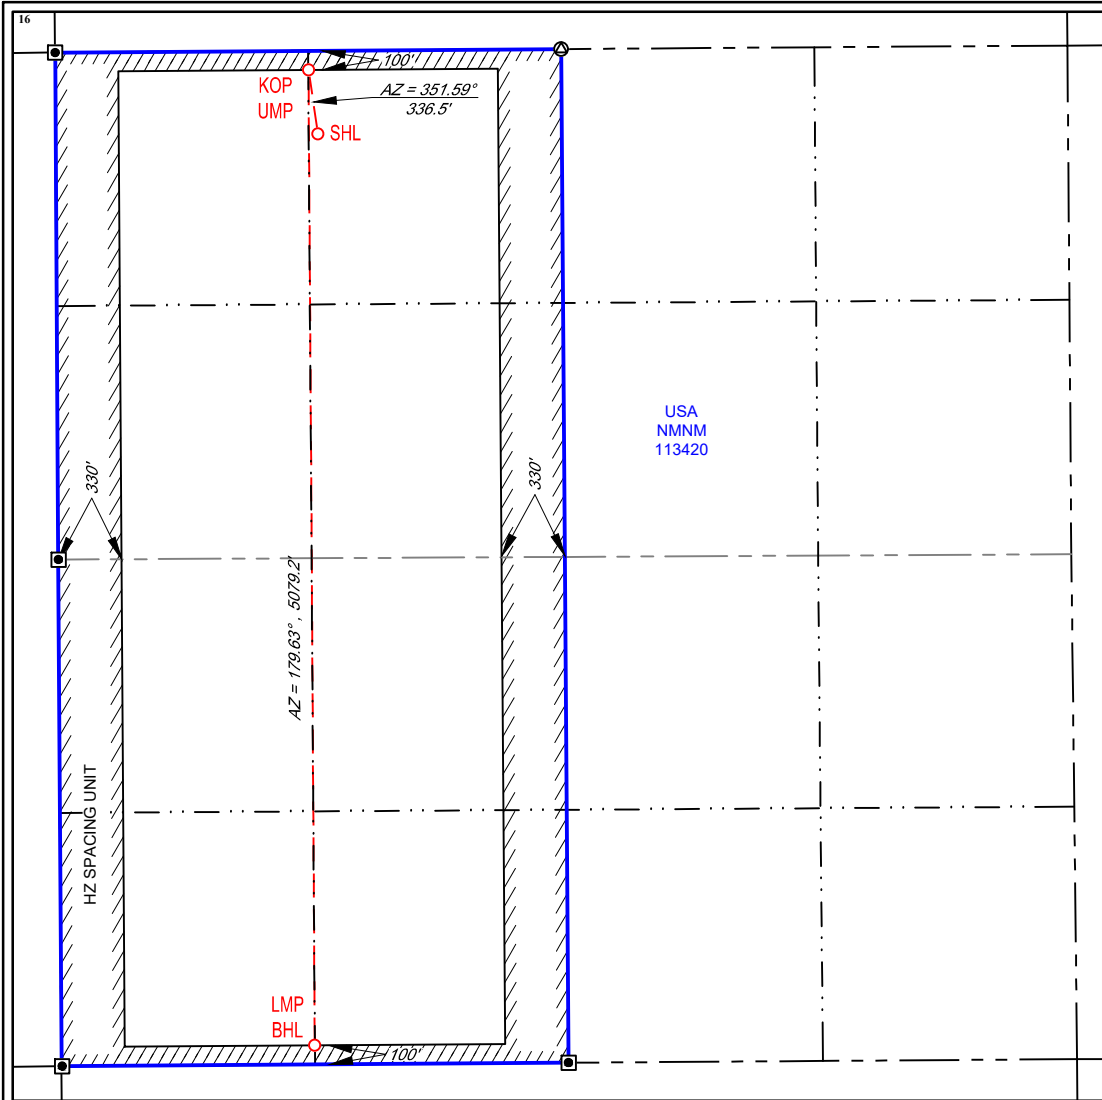 16
100'
KOP
UMP
AZ = 351.59°
336.5'
SHL
USA
NMNM
113420
330'
330'
AZ = 179.63° , 5079.2'
HZ SPACING UNIT
LMP
BHL
100'